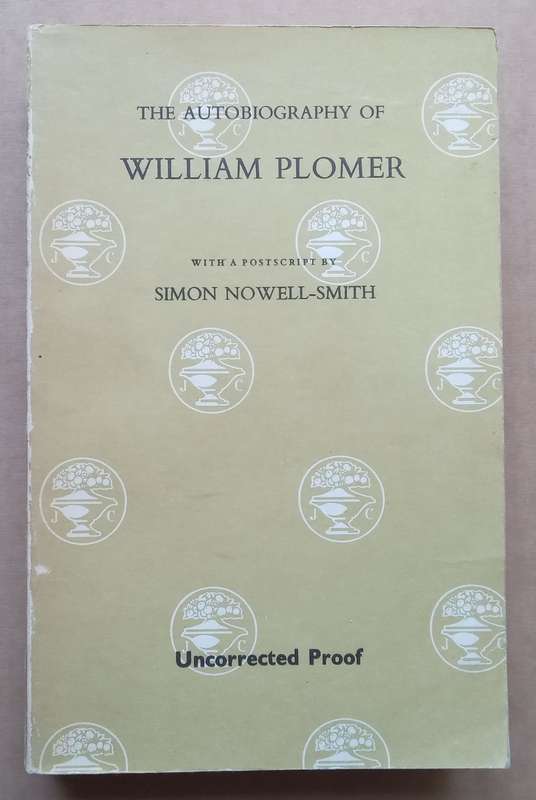 THE AUTOBIOGRAPHY OF
WILLIAM PLOMER
WITH A POSTSCRIPT BY
SIMON NOWELL-SMITH
J C
J C
J C
J C
J C
J
J C
J C
J C
J
Uncorrected Proof